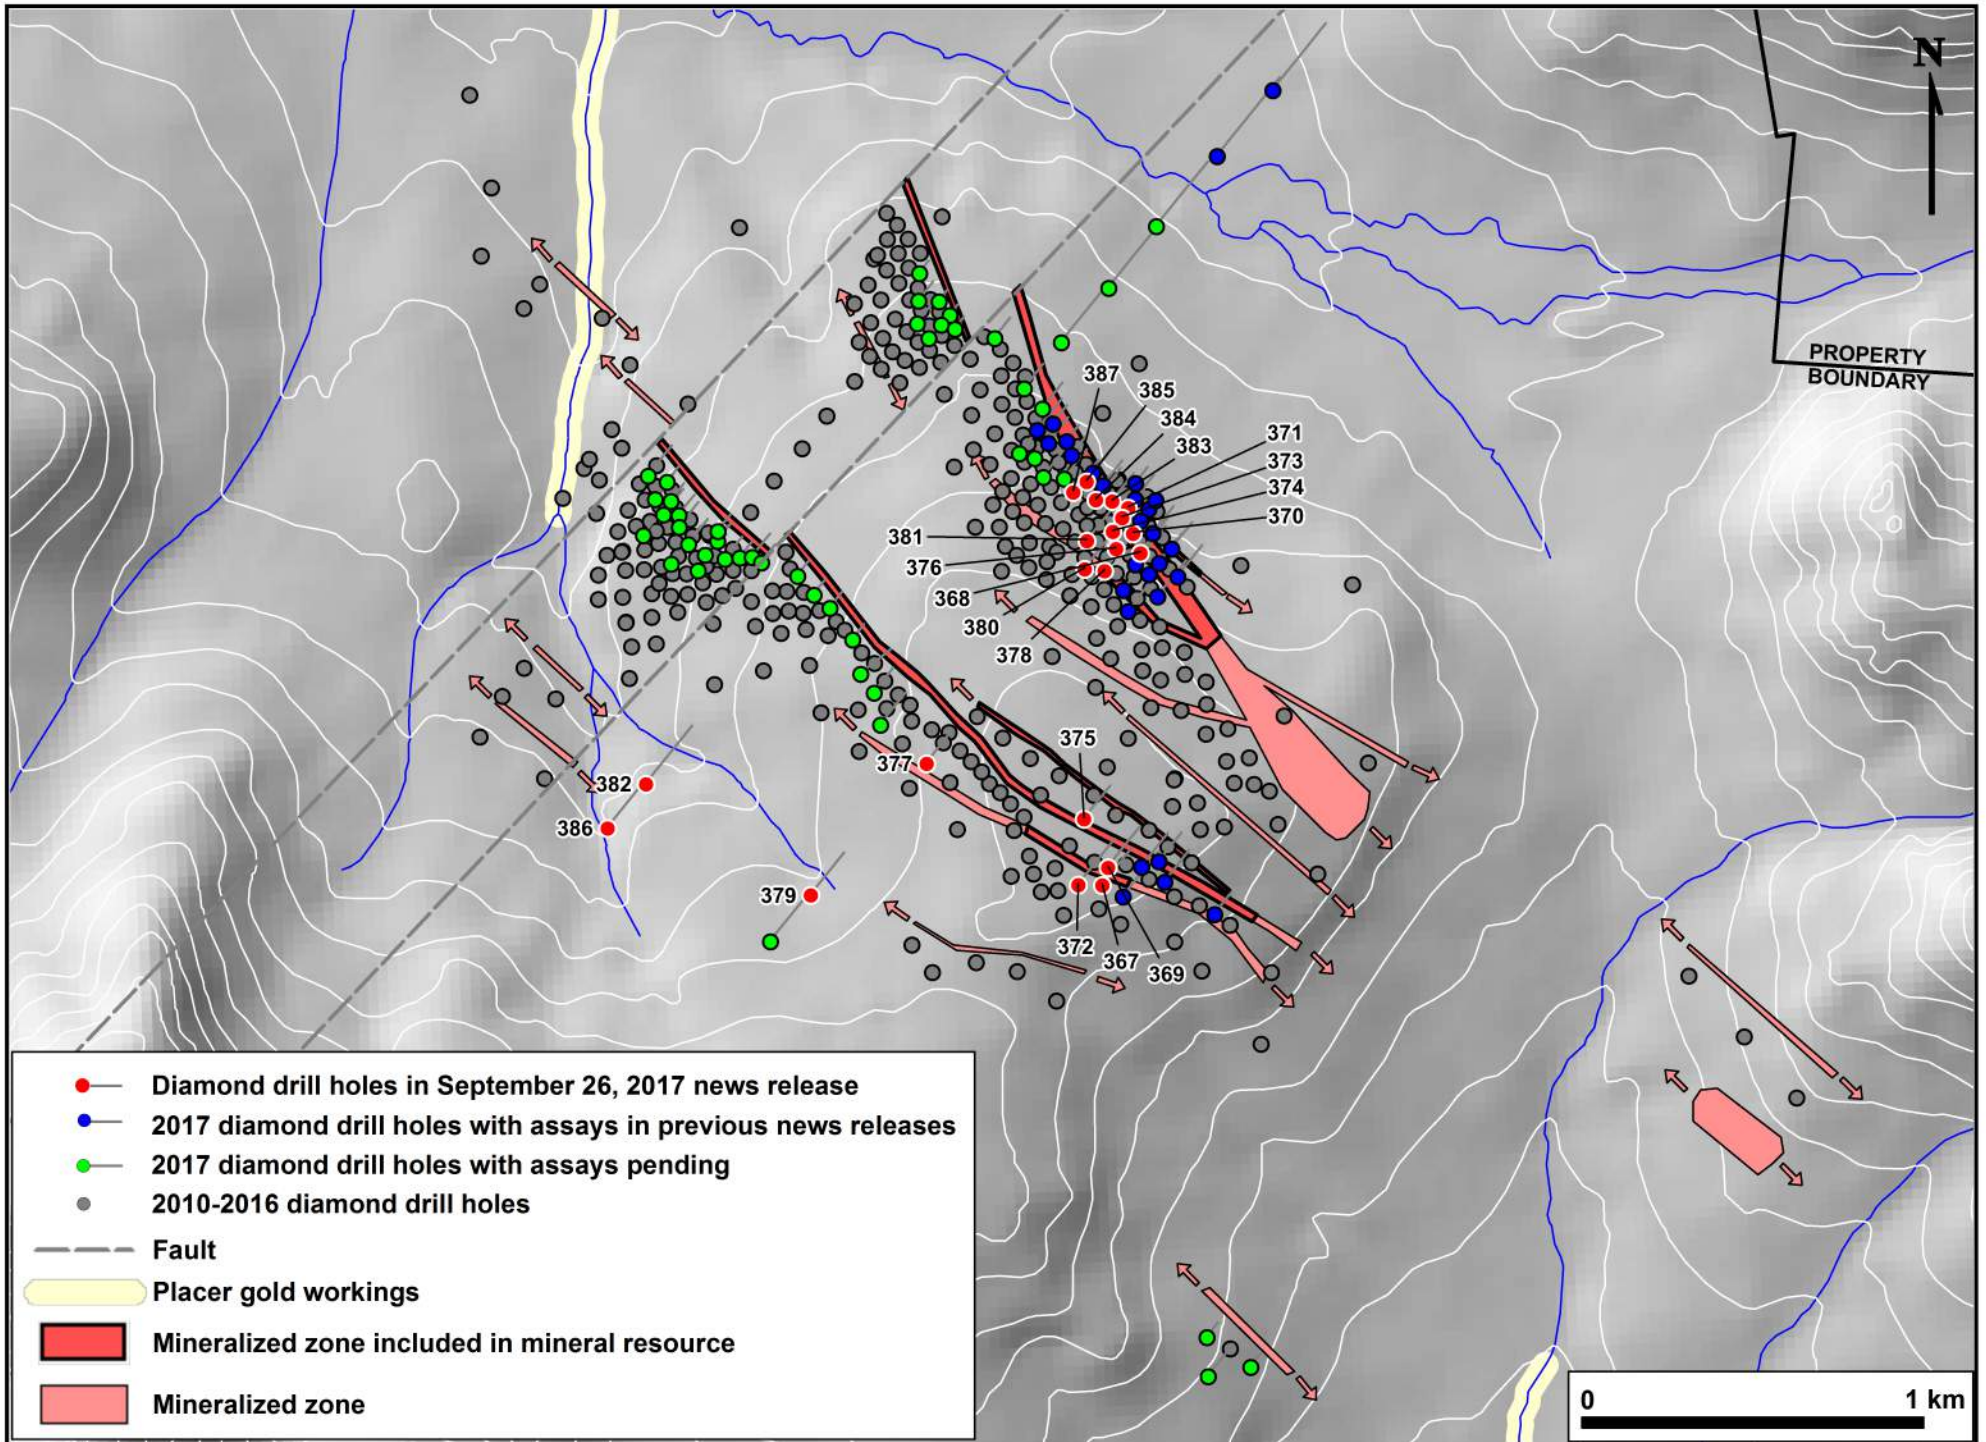 N
PROPERTY
BOUNDARY
387
385
384
371
383
373
374
370
381
376
368
380
378
375
377
382
386
379
372
367
369
Diamond drill holes in September 26, 2017 news release
2017 diamond drill holes with assays in previous news releases
2017 diamond drill holes with assays pending
2010-2016 diamond drill holes
Fault
Placer gold workings
Mineralized zone included in mineral resource
Mineralized zone
0 1 km